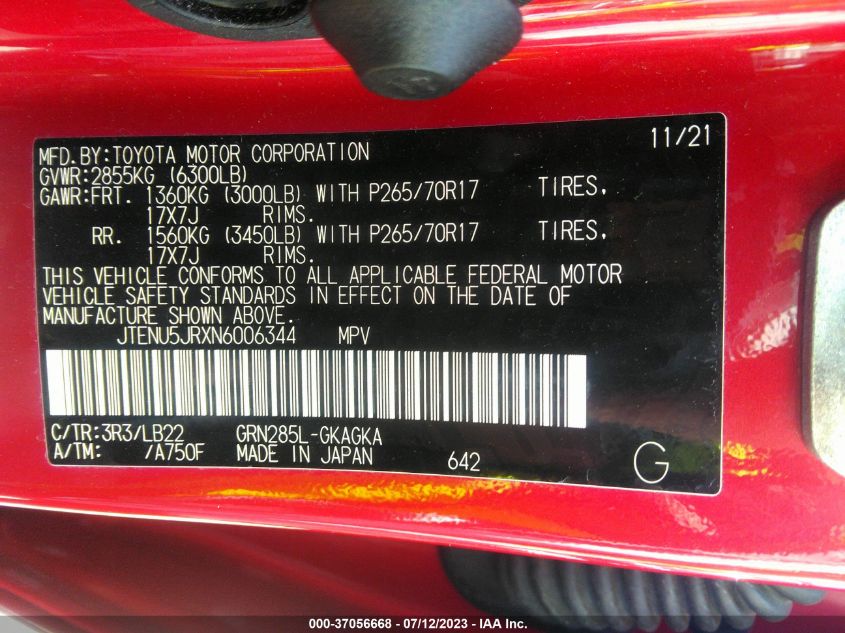 11/21
MFD.BY:TOYOTA MOTOR CORPORATION
GVWR:2855KG (6300LB)
GAWR:FRT. 1360KG (3000LB) WITH P265/70R17 TIRES,
17X7J RIMS.
RR. 1560KG (3450LB) WITH P265/70R17 TIRES,
17X7J RIMS.
THIS VEHICLE CONFORMS TO ALL APPLICABLE FEDERAL MOTOR
VEHICLE SAFETY STANDARDS IN EFFECT ON THE DATE OF
MANUFACTURE SHOWN ABOVE.
JTENU5JRXN6006344 MPV
C/TR:3R3/LB22 GRN285L-GKAGKA
A/TM: /A750F MADE IN JAPAN 642 G
000-37056668 - 07/12/2023 - IAA Inc.